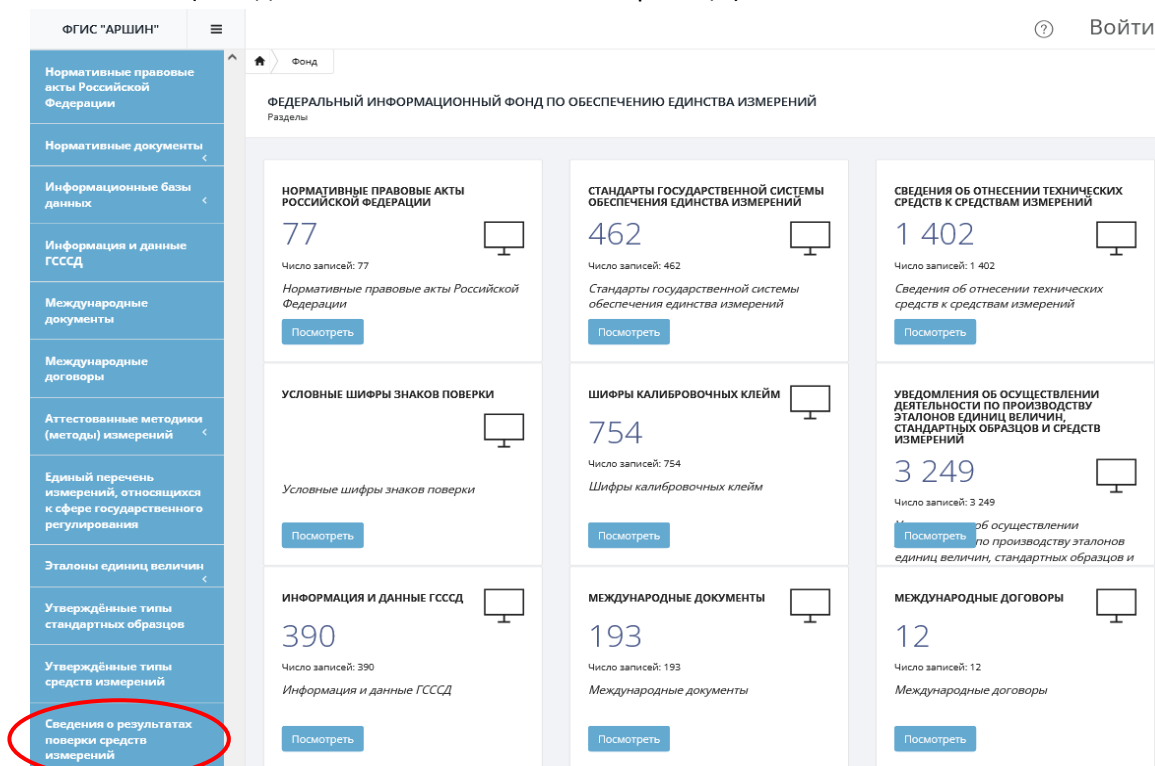 ФГИС "АРШИН"
Войти
Нормативные правовые
акты Российской
Федерации
Нормативные документы
Информационные базы
данных
Информация и данные
ГСССД
Международные
документы
Международные
договоры
Аттестованные методики
(методы) измерений
Единый перечень
измерений, относящихся
к сфере государственного
регулирования
Эталоны единиц величин
Утверждённые типы
стандартных образцов
Утверждённые типы
средств измерений
Сведения о результатах
поверки средств
измерений
Фонд
ФЕДЕРАЛЬНЫЙ ИНФОРМАЦИОННЫЙ ФОНД ПО ОБЕСПЕЧЕНИЮ ЕДИНСТВА ИЗМЕРЕНИЙ
Разделы
НОРМАТИВНЫЕ ПРАВОВЫЕ АКТЫ
РОССИЙСКОЙ ФЕДЕРАЦИИ
77
Число записей: 77
Нормативные правовые акты Российской
Федерации
Посмотреть
СТАНДАРТЫ ГОСУДАРСТВЕННОЙ СИСТЕМЫ
ОБЕСПЕЧЕНИЯ ЕДИНСТВА ИЗМЕРЕНИЙ
462
Число записей: 462
Стандарты государственной системы
обеспечения единства измерений
Посмотреть
СВЕДЕНИЯ ОБ ОТНЕСЕНИИ ТЕХНИЧЕСКИХ
СРЕДСТВ К СРЕДСТВАМ ИЗМЕРЕНИЙ
1 402
Число записей: 1 402
Сведения об отнесении технических
средств к средствам измерений
Посмотреть
УСЛОВНЫЕ ШИФРЫ ЗНАКОВ ПОВЕРКИ
Условные шифры знаков поверки
Посмотреть
ШИФРЫ КАЛИБРОВОЧНЫХ КЛЕЙМ
754
Число записей: 754
Шифры калибровочных клейм
Посмотреть
УВЕДОМЛЕНИЯ ОБ ОСУЩЕСТВЛЕНИИ
ДЕЯТЕЛЬНОСТИ ПО ПРОИЗВОДСТВУ
ЭТАЛОНОВ ЕДИНИЦ ВЕЛИЧИН,
СТАНДАРТНЫХ ОБРАЗЦОВ И СРЕДСТВ
ИЗМЕРЕНИЙ
3 249
Число записей: 3 249
об осуществлении
Посмотреть
по производству эталонов
единиц величин, стандартных образцов и
ИНФОРМАЦИЯ И ДАННЫЕ ГСССД
390
Число записей: 390
Информация и данные ГСССД
Посмотреть
МЕЖДУНАРОДНЫЕ ДОКУМЕНТЫ
193
Число записей: 193
Международные документы
Посмотреть
МЕЖДУНАРОДНЫЕ ДОГОВОРЫ
12
Число записей: 12
Международные договоры
Посмотреть